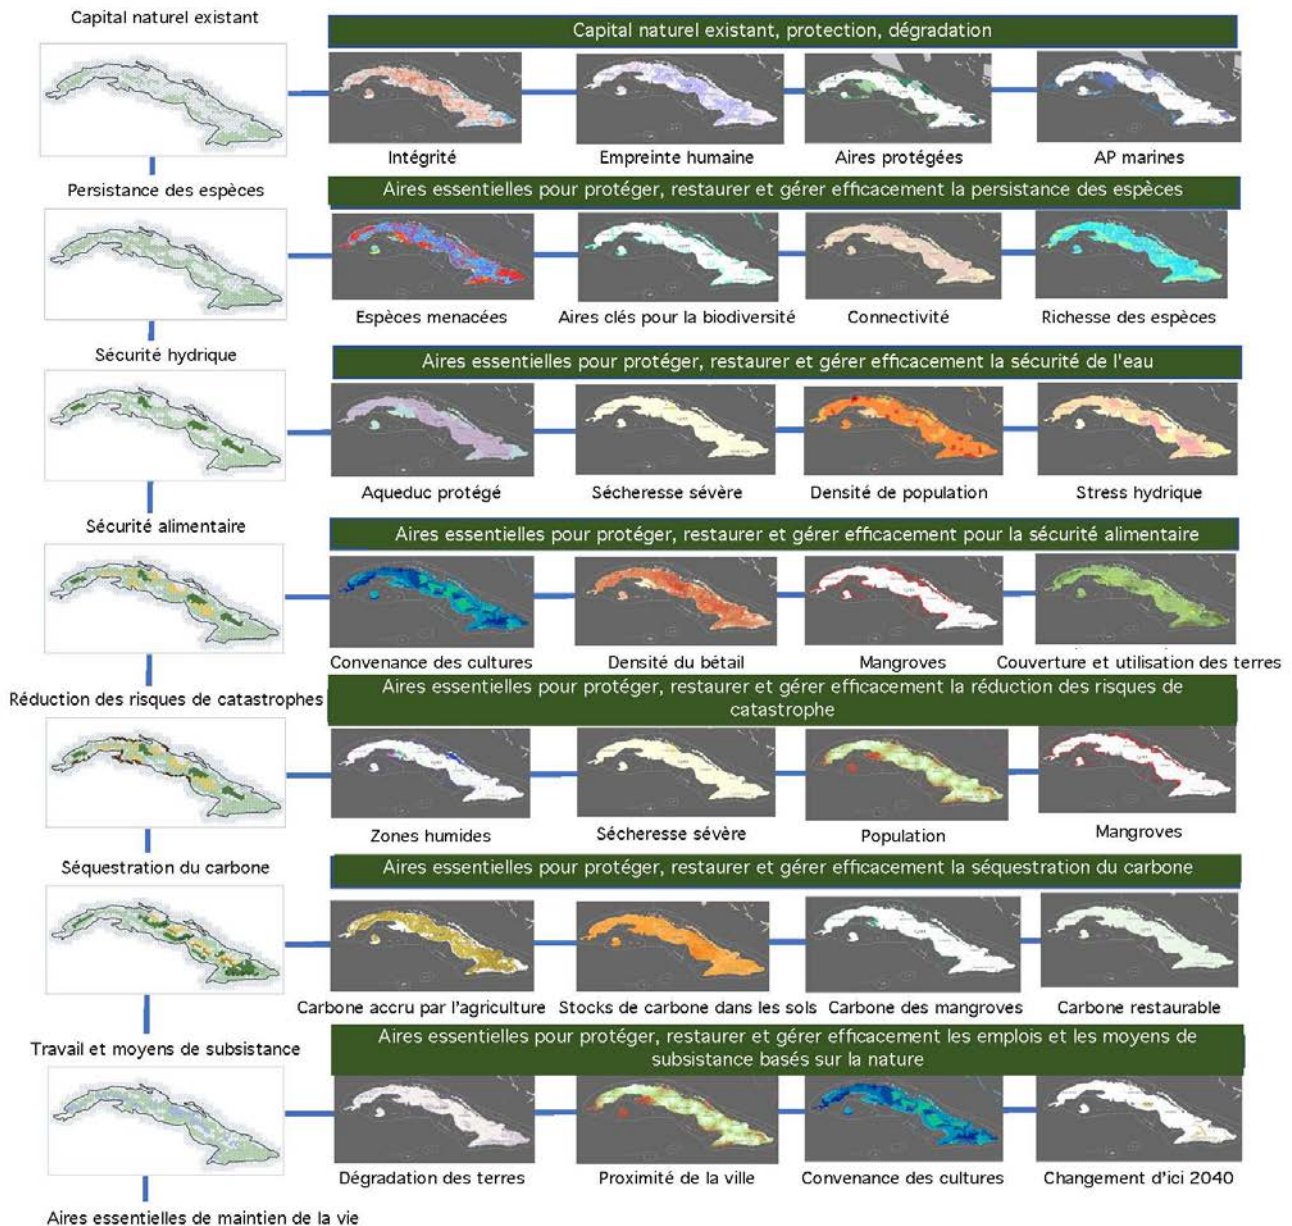 Capital naturel existant
Capital naturel existant, protection, dégradation
Intégrité
Empreinte humaine
Aires protégées
AP marines
Persistance des espèces
Aires essentielles pour protéger, restaurer et gérer efficacement la persistance des espèces
Espèces menacées
Aires clés pour la biodiversité
Connectivité
Richesse des espèces
Sécurité hydrique
Aires essentielles pour protéger, restaurer et gérer efficacement la sécurité de l'eau
Aqueduc protégé
Sécheresse sévère
Densité de population
Stress hydrique
Sécurité alimentaire
Aires essentielles pour protéger, restaurer et gérer efficacement pour la sécurité alimentaire
Convenance des cultures
Densité du bétail
Mangroves
Couverture et utilisation des terres
Réduction des risques de catastrophes
Aires essentielles pour protéger, restaurer et gérer efficacement la réduction des risques de
catastrophe
Zones humides
Sécheresse sévère
Population
Mangroves
Séquestration du carbone
Aires essentielles pour protéger, restaurer et gérer efficacement la séquestration du carbone
Carbone accru par l'agriculture
Stocks de carbone dans les sols
Carbone des mangroves
Carbone restaurable
Travail et moyens de subsistance
Aires essentielles pour protéger, restaurer et gérer efficacement les emplois et les moyens de
subsistance basés sur la nature
Dégradation des terres
Proximité de la ville
Convenance des cultures
Changement d'ici 2040
Aires essentielles de maintien de la vie